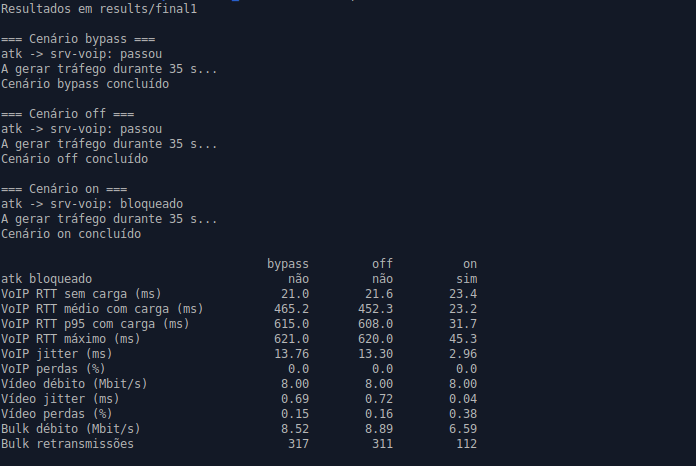 Resultados em results/final1
=== Cenário bypass ===
atk -> srv-voip: passou
A gerar tráfego durante 35 s...
Cenário bypass concluído
=== Cenário off ===
atk -> srv-voip: passou
A gerar tráfego durante 35 s...
Cenário off concluído
=== Cenário on ===
atk -> srv-voip: bloqueado
A gerar tráfego durante 35 s...
Cenário on concluído
bypass off on
atk bloqueado não não sim
VoIP RTT sem carga (ms) 21.0 21.6 23.4
VoIP RTT médio com carga (ms) 465.2 452.3 23.2
VoIP RTT p95 com carga (ms) 615.0 608.0 31.7
VoIP RTT máximo (ms) 621.0 620.0 45.3
VoIP jitter (ms) 13.76 13.30 2.96
VoIP perdas (%) 0.0 0.0 0.0
Vídeo débito (Mbit/s) 8.00 8.00 8.00
Vídeo jitter (ms) 0.69 0.72 0.04
Vídeo perdas (%) 0.15 0.16 0.38
Bulk débito (Mbit/s) 8.52 8.89 6.59
Bulk retransmissões 317 311 112